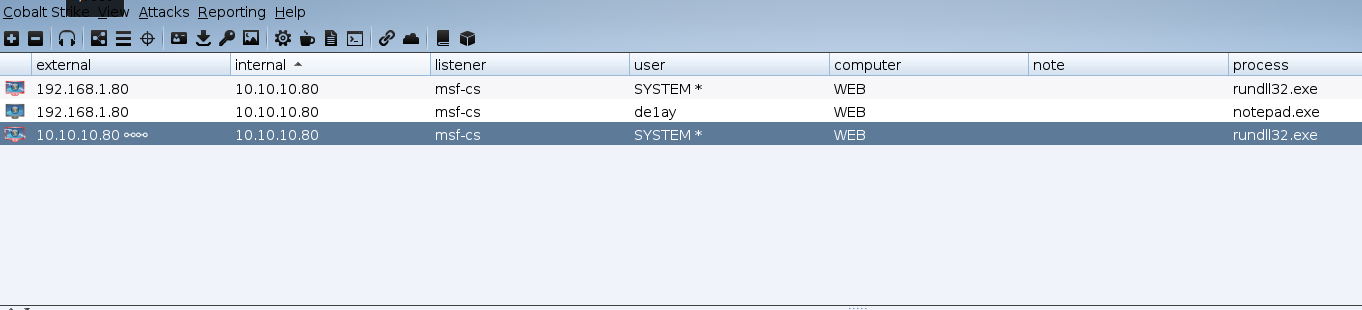 Cobalt Strike View Attacks Reporting Help
external internal listener user computer note process
192.168.1.80 10.10.10.80 msf-cs SYSTEM * WEB rundll32.exe
192.168.1.80 10.10.10.80 msf-cs de1ay WEB notepad.exe
10.10.10.80 10.10.10.80 msf-cs SYSTEM * WEB rundll32.exe